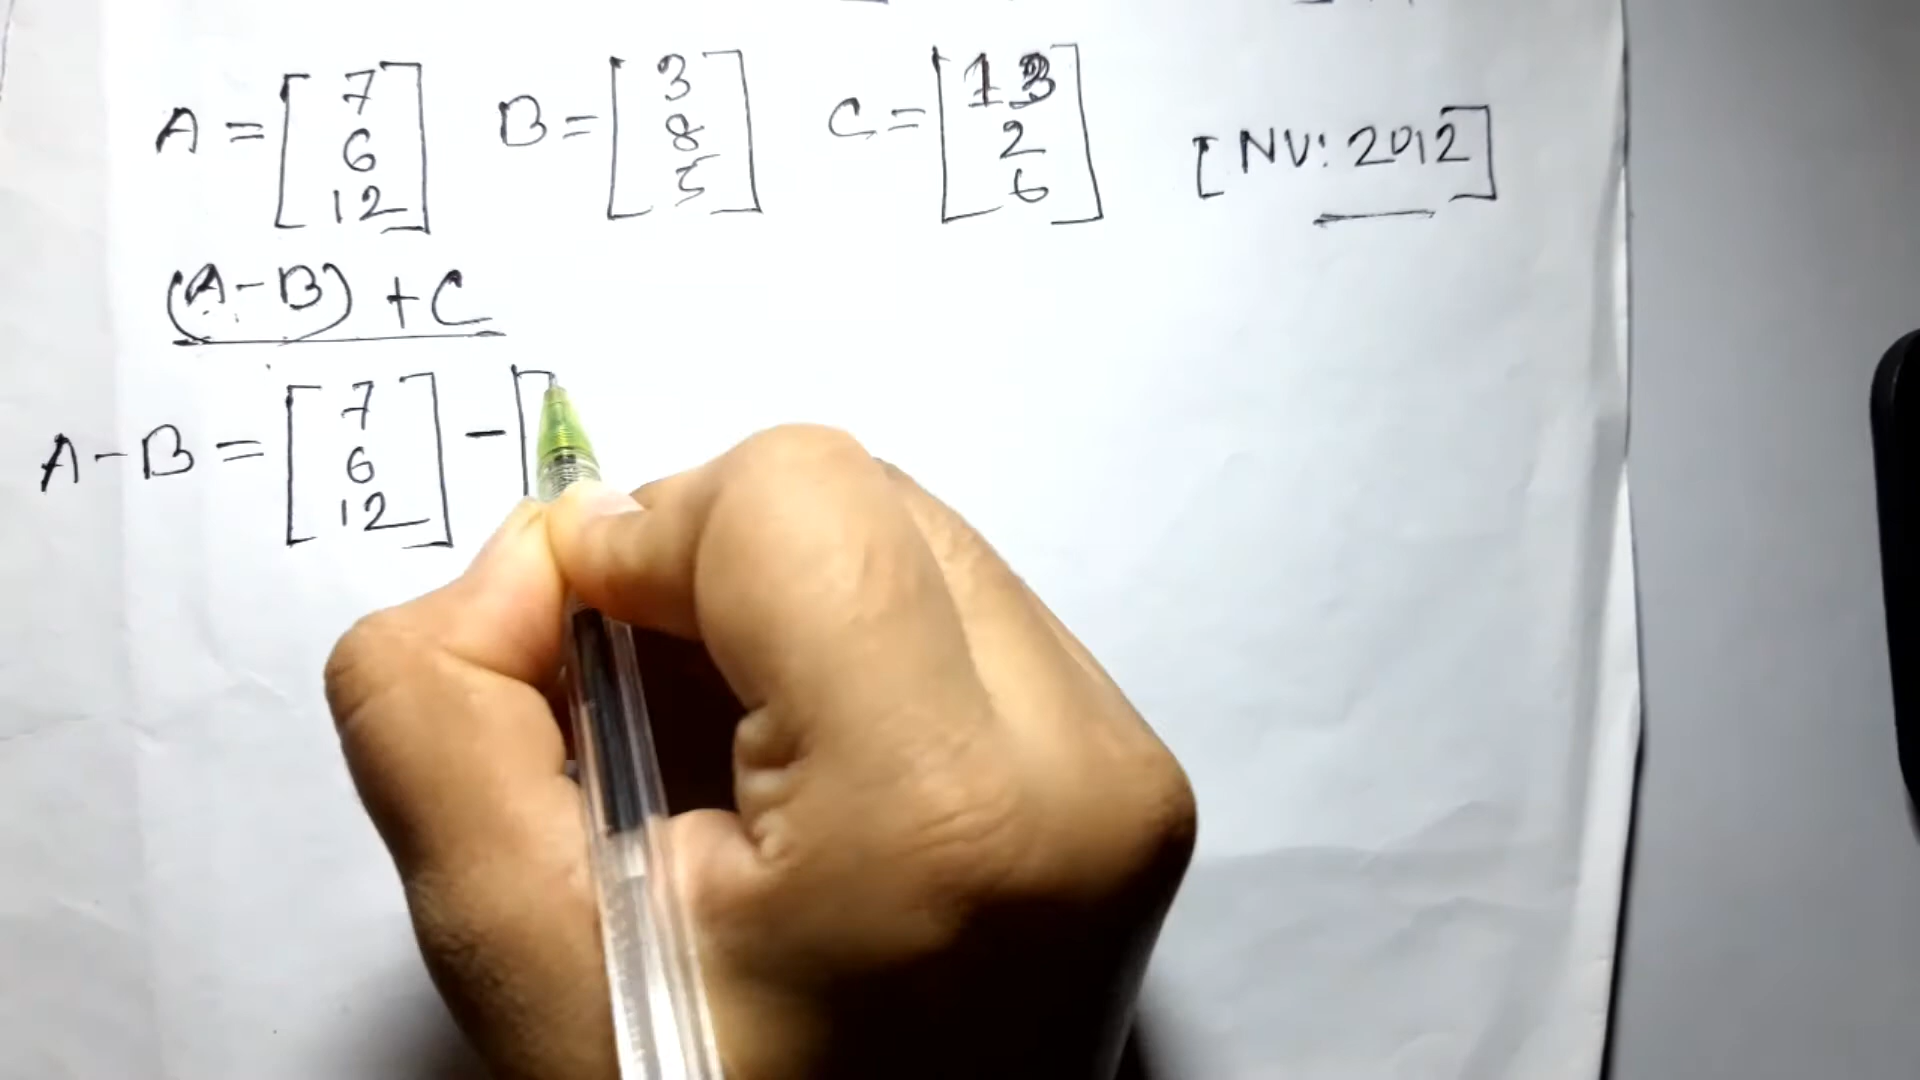 A = [ 7 6 12 ] B = [ 3 8 5 ] C = [ 13 2 6 ] [NU: 2012]
(A-B) + C
A-B = [ 7 6 12 ] - [